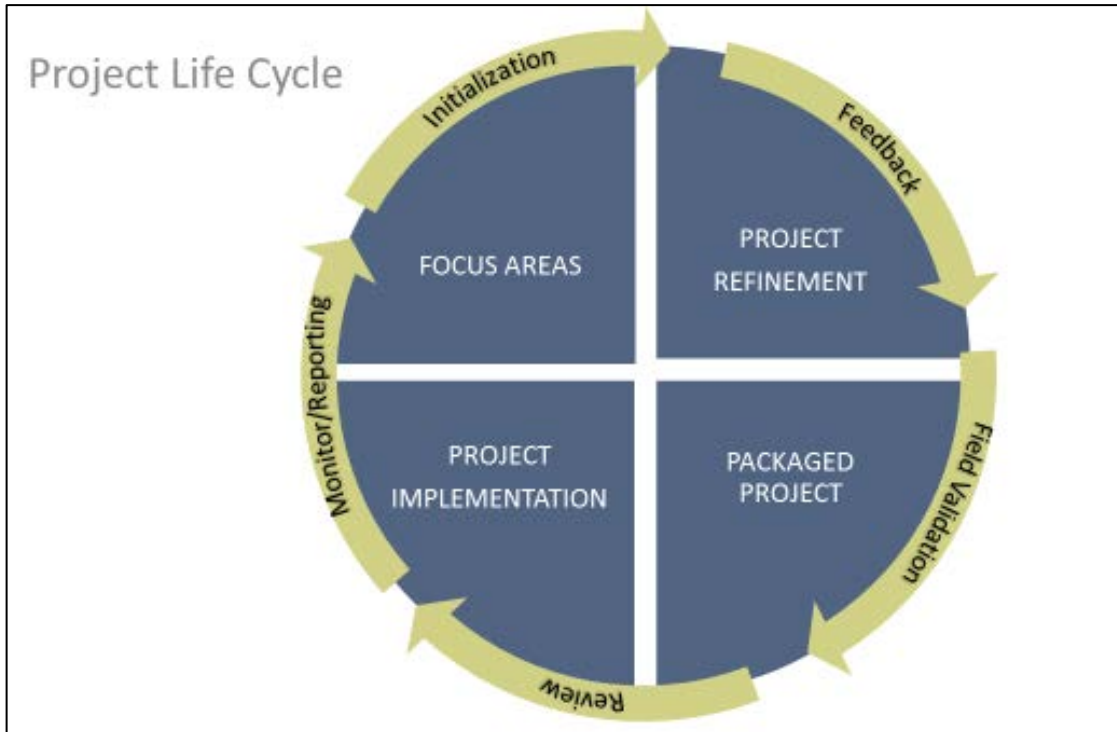 Project Life Cycle
Initialization
Feedback
FOCUS AREAS
PROJECT
REFINEMENT
Monitor/Reporting
PROJECT
IMPLEMENTATION
PACKAGED
PROJECT
Field Validation
Review